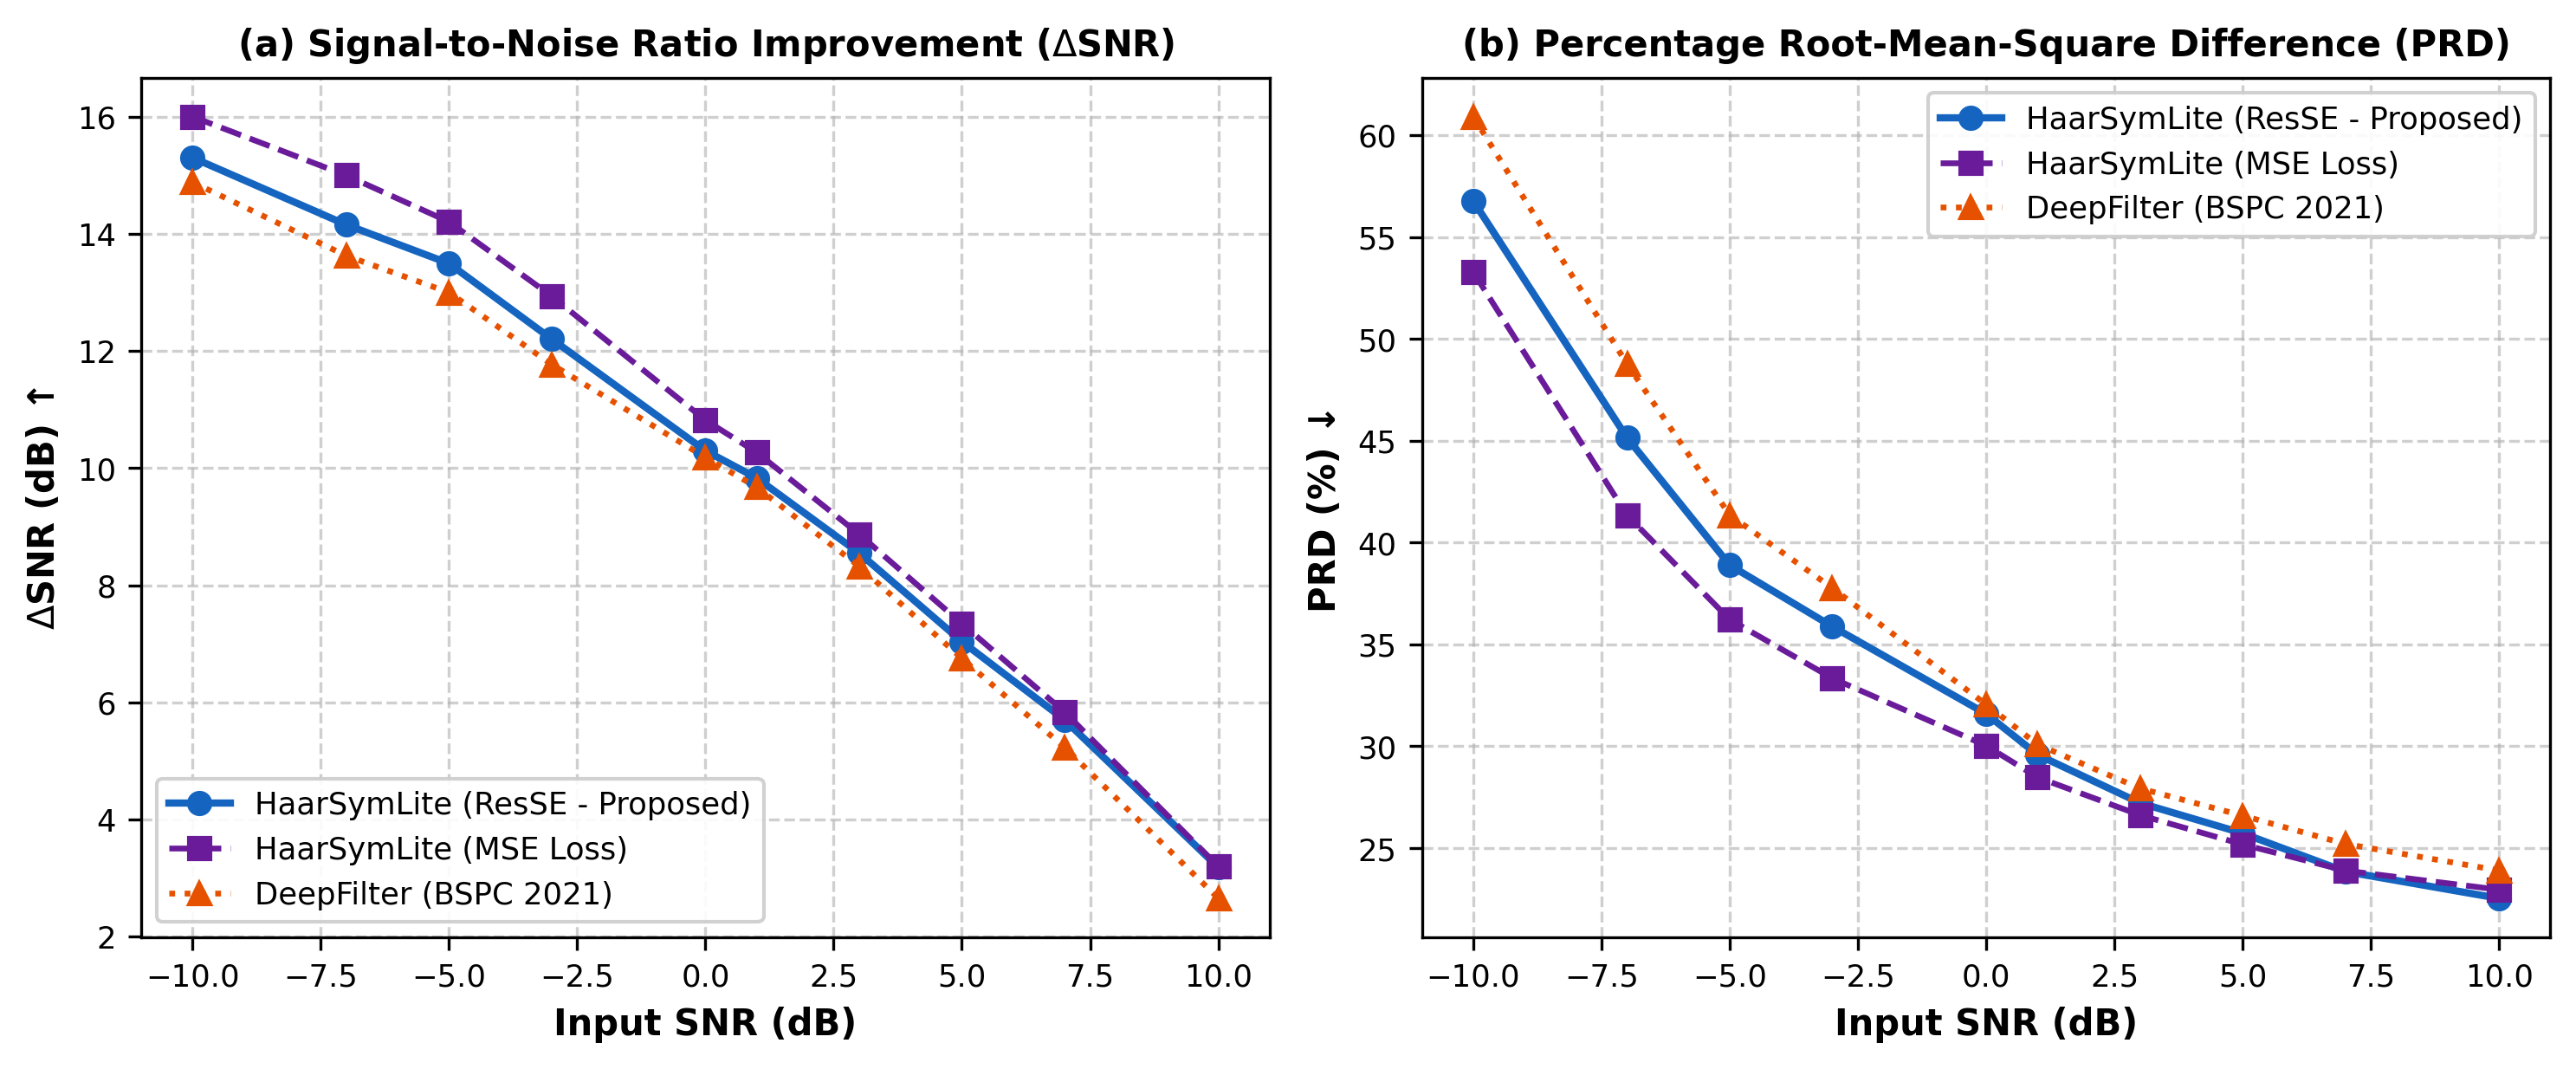 (a) Signal-to-Noise Ratio Improvement (ΔSNR)
ΔSNR (dB) ↑
16
14
12
10
8
6
4
2
HaarSymLite (ResSE - Proposed)
HaarSymLite (MSE Loss)
DeepFilter (BSPC 2021)
−10.0 −7.5 −5.0 −2.5 0.0 2.5 5.0 7.5 10.0
Input SNR (dB)
(b) Percentage Root-Mean-Square Difference (PRD)
PRD (%) ↓
60
55
50
45
40
35
30
25
HaarSymLite (ResSE - Proposed)
HaarSymLite (MSE Loss)
DeepFilter (BSPC 2021)
−10.0 −7.5 −5.0 −2.5 0.0 2.5 5.0 7.5 10.0
Input SNR (dB)